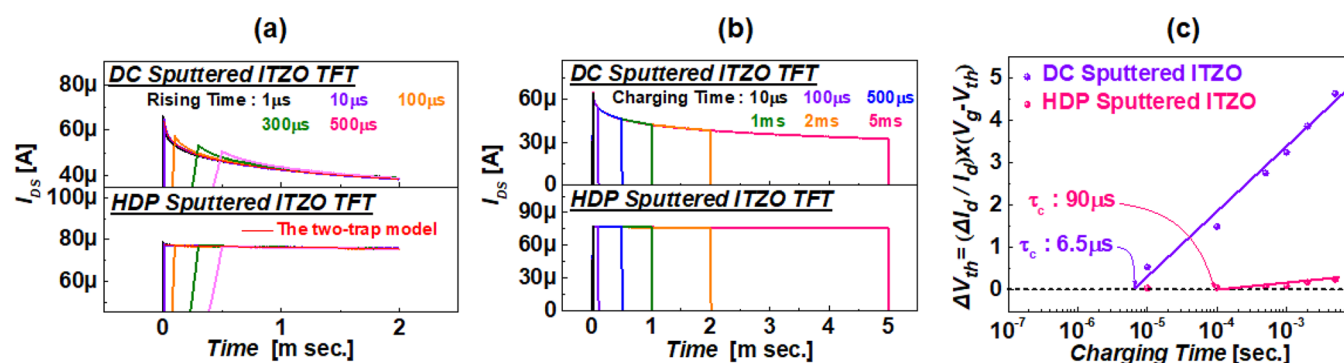 (a)
DC Sputtered ITZO TFT
Rising Time : 1μs 10μs 100μs
300μs 500μs
80μ
60μ
40μ
100μ
HDP Sputtered ITZO TFT
The two-trap model
80μ
60μ
I_DS [A]
0 1 2
Time [m sec.]
(b)
DC Sputtered ITZO TFT
Charging Time : 10μs 100μs 500μs
1ms 2ms 5ms
60μ
30μ
0
HDP Sputtered ITZO TFT
90μ
60μ
30μ
0
I_DS [A]
0 1 2 3 4 5
Time [m sec.]
(c)
DC Sputtered ITZO
HDP Sputtered ITZO
τ_c : 90μs
τ_c : 6.5μs
5
4
3
2
1
0
ΔV_th = (ΔI_d / I_d)X(V_g-V_th)
10^-7 10^-6 10^-5 10^-4 10^-3
Charging Time [sec.]